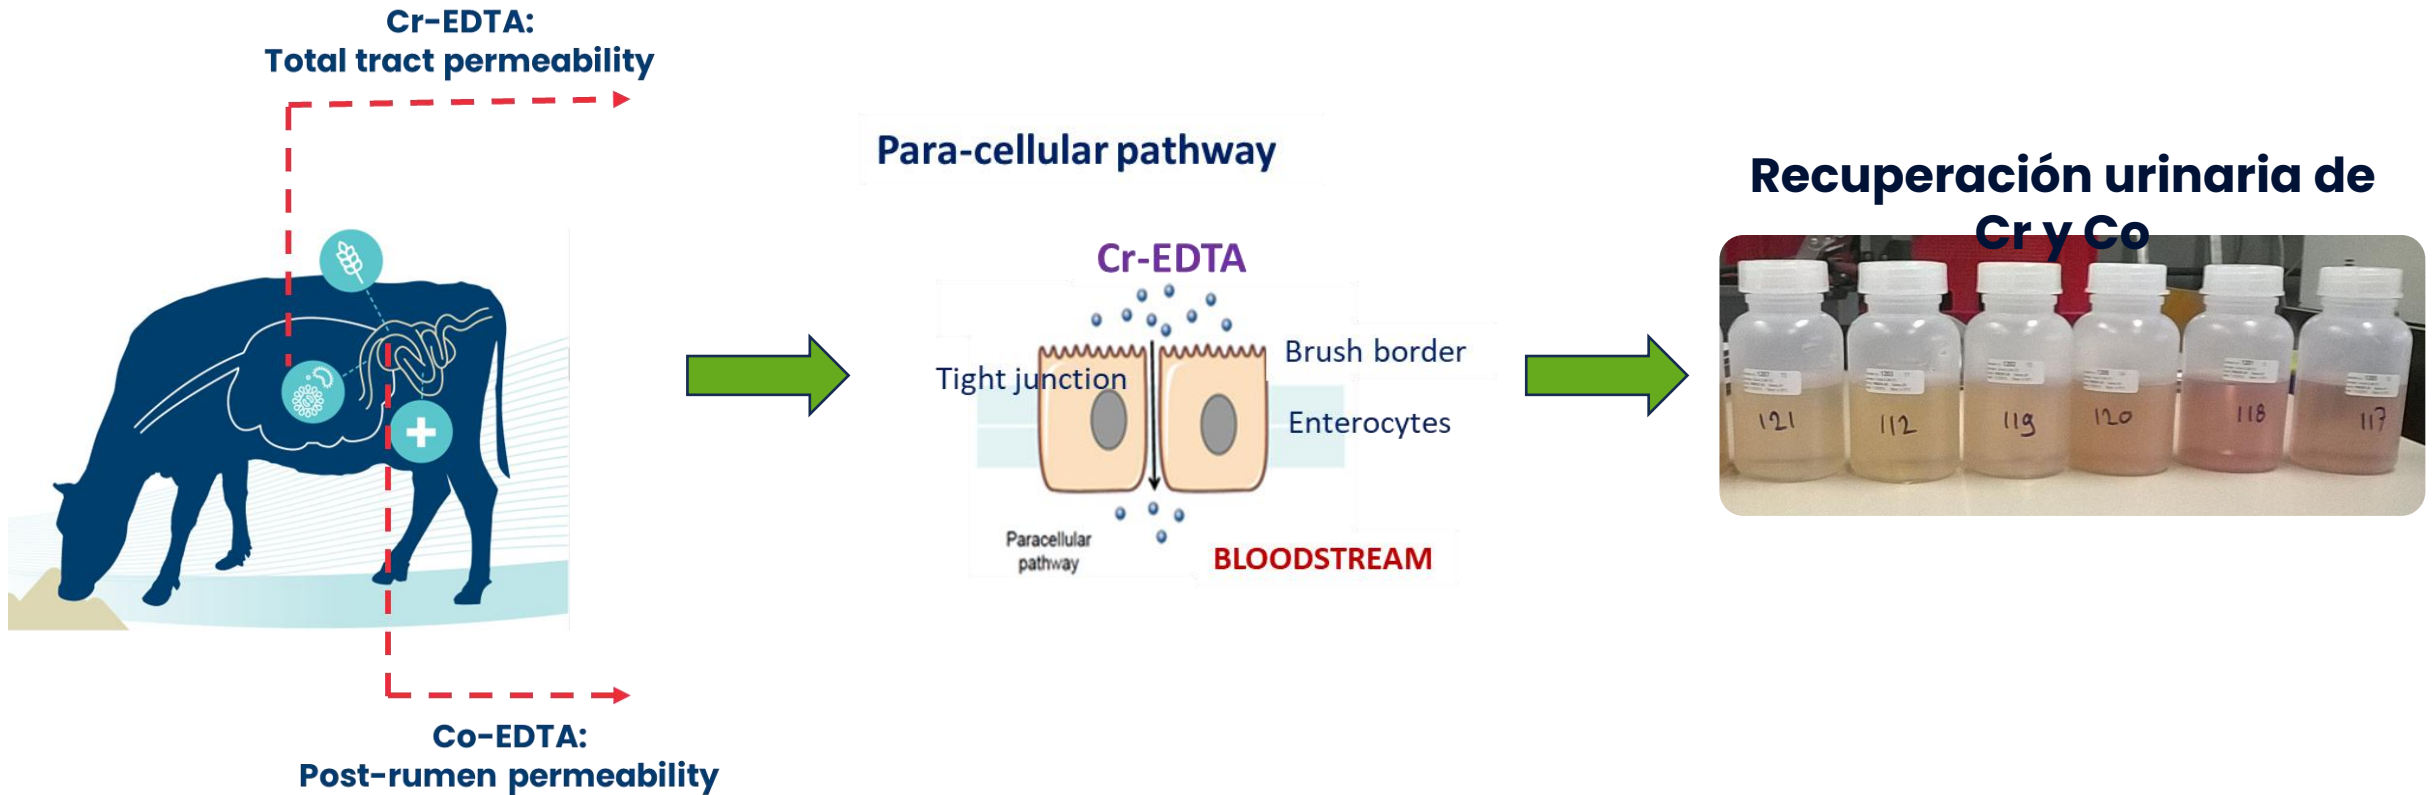 Cr-EDTA:
Total tract permeability
Co-EDTA:
Post-rumen permeability
Para-cellular pathway
Cr-EDTA
Tight junction
Brush border
Enterocytes
Paracellular
pathway
BLOODSTREAM
Recuperación urinaria de
Cr y Co
121
112
119
120
118
117